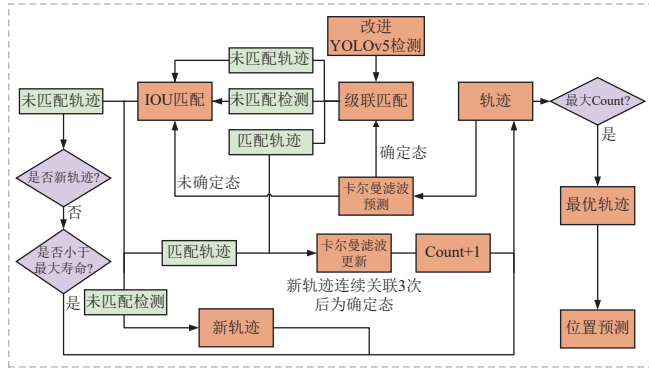 改进
YOLOv5检测
未匹配轨迹
未匹配轨迹
IOU匹配
未匹配检测
级联匹配
轨迹
最大Count?
匹配轨迹
确定态
是
是否新轨迹?
未确定态
卡尔曼滤波
预测
最优轨迹
否
是否小于
最大寿命?
匹配轨迹
卡尔曼滤波
更新
Count+1
新轨迹连续关联3次
后为确定态
是
未匹配检测
新轨迹
位置预测